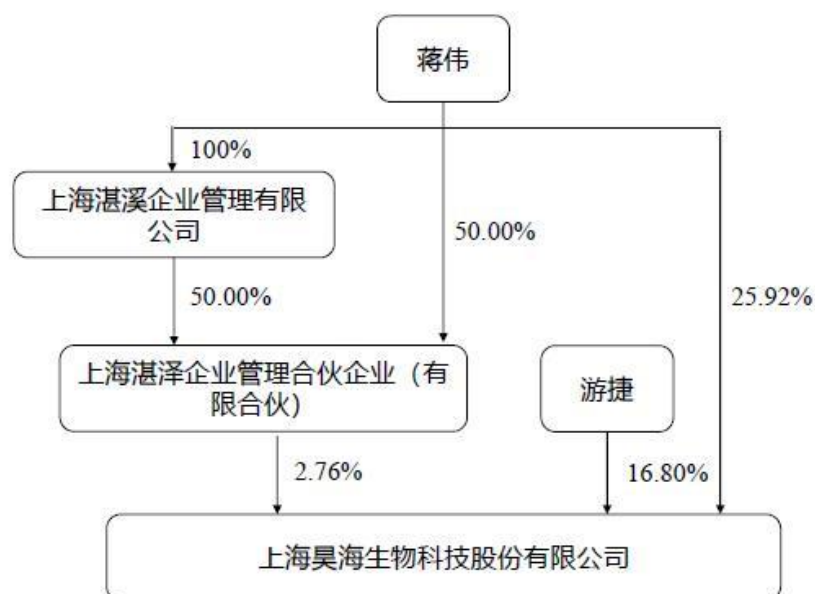 蒋伟
100%
上海湛溪企业管理有限
公司
50.00%
50.00%
25.92%
上海湛泽企业管理合伙企业（有
限合伙）
游捷
2.76%
16.80%
上海昊海生物科技股份有限公司